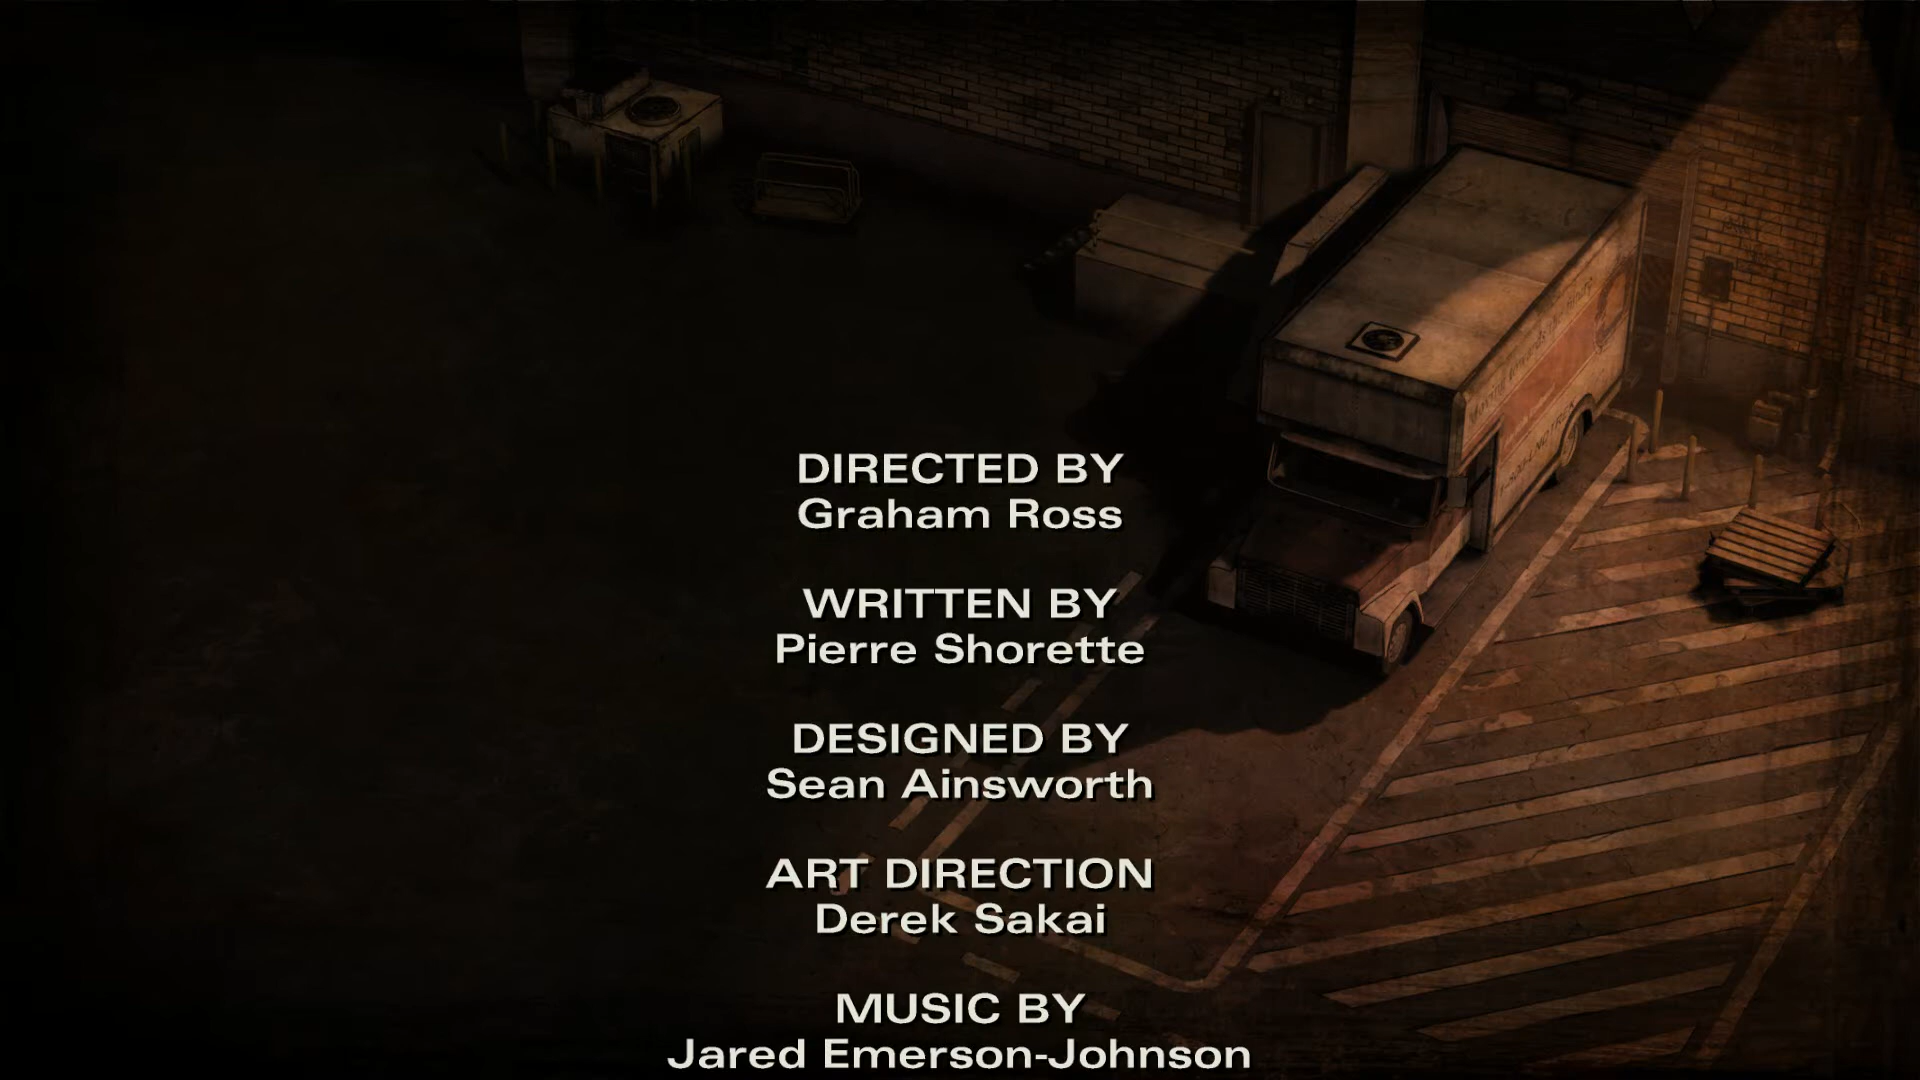 DIRECTED BY
Graham Ross
WRITTEN BY
Pierre Shorette
DESIGNED BY
Sean Ainsworth
ART DIRECTION
Derek Sakai
MUSIC BY
Jared Emerson-Johnson